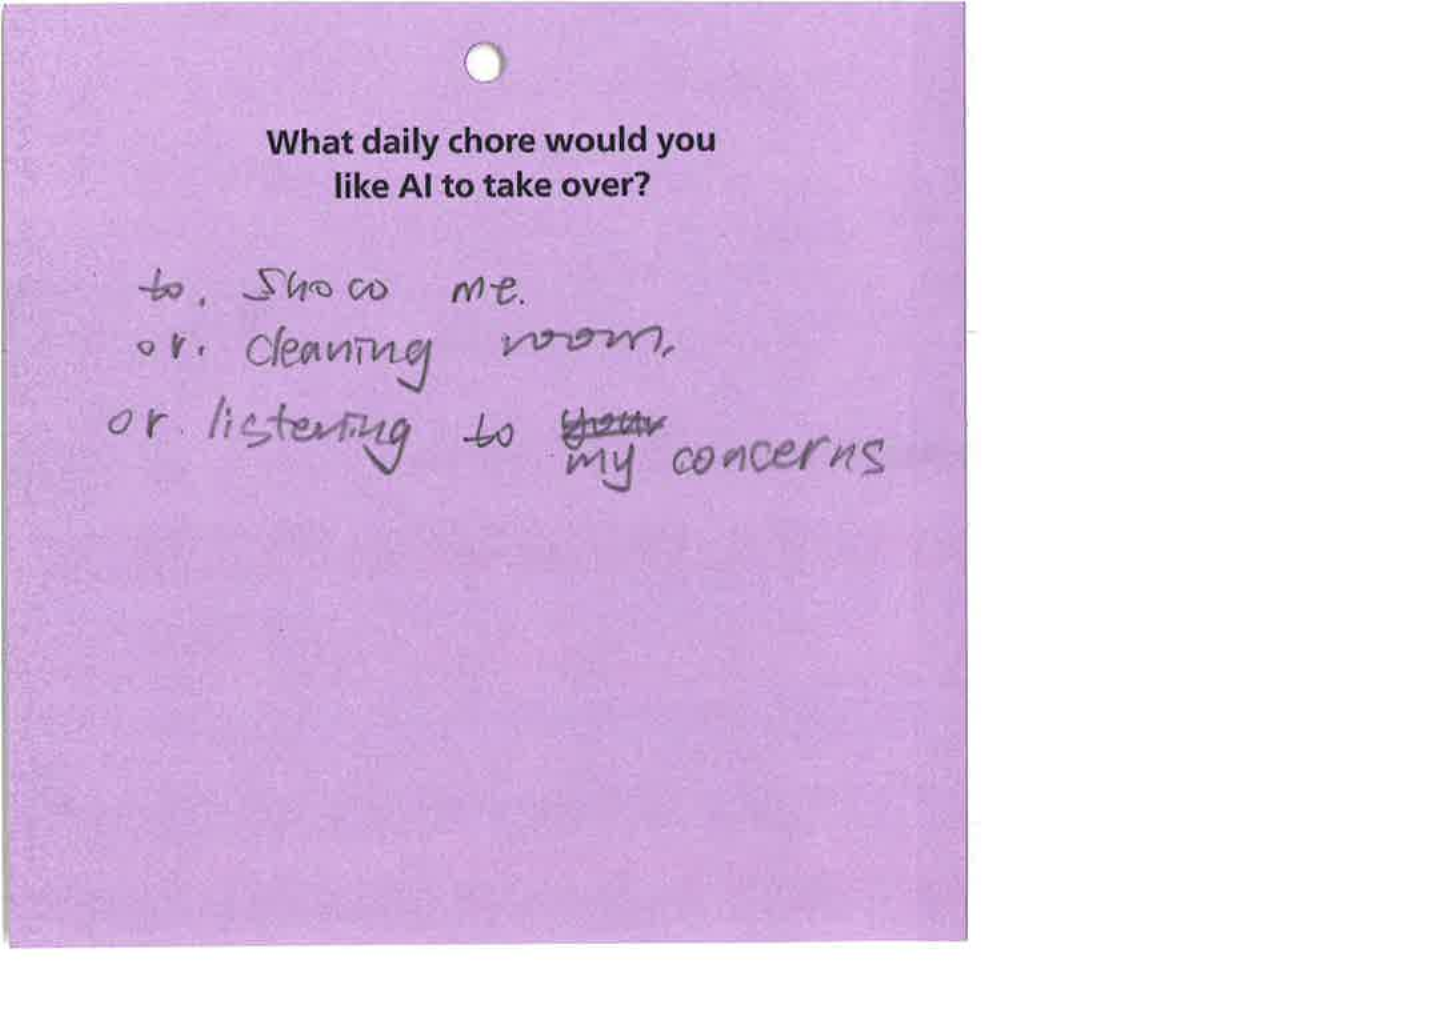 What daily chore would you
like AI to take over?
to. Shoco me.
or. cleaning room,
or. listening to your
my concerns